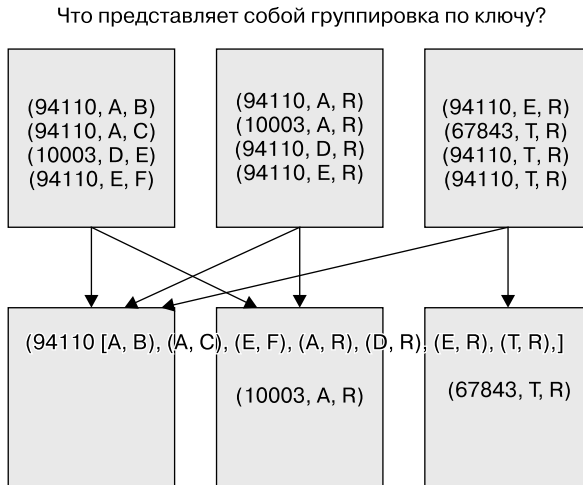 Что представляет собой группировка по ключу?
(94110, A, B)
(94110, A, C)
(10003, D, E)
(94110, E, F)
(94110, A, R)
(10003, A, R)
(94110, D, R)
(94110, E, R)
(94110, E, R)
(67843, T, R)
(94110, T, R)
(94110, T, R)
(94110 [A, B), (A, C), (E, F), (A, R), (D, R), (E, R), (T, R),]
(10003, A, R)
(67843, T, R)